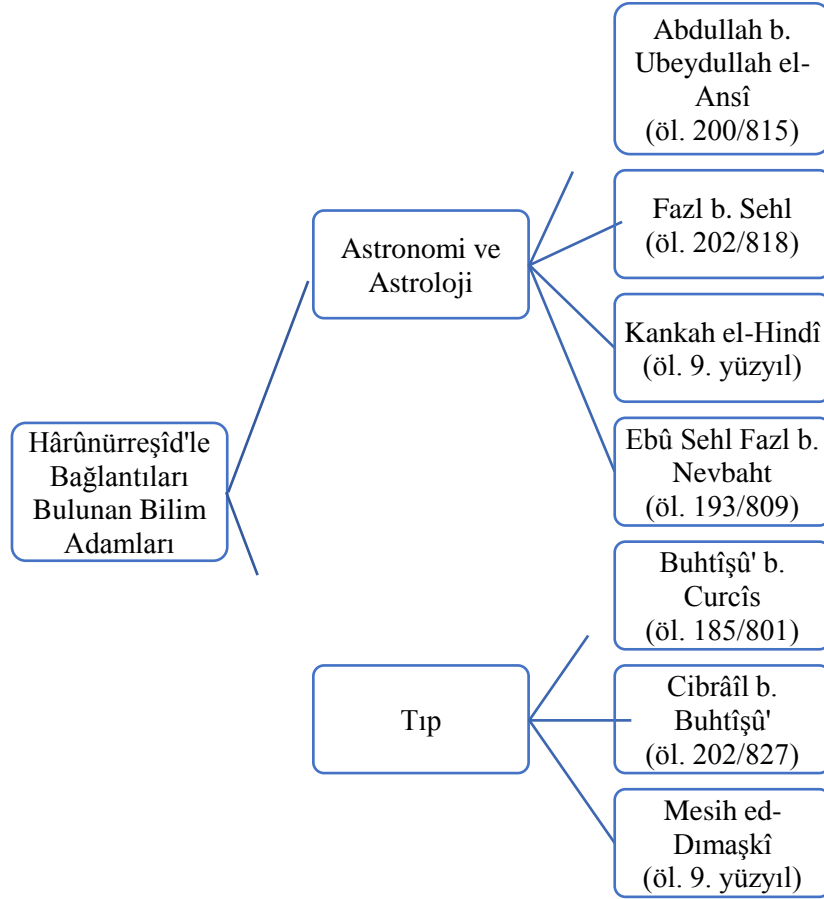 Hârûnürreşîd'le
Bağlantıları
Bulunan Bilim
Adamları
Astronomi ve
Astroloji
Abdullah b.
Ubeydullah el-
Ansî
(öl. 200/815)
Fazl b. Sehl
(öl. 202/818)
Kankah el-Hindî
(öl. 9. yüzyıl)
Ebû Sehl Fazl b.
Nevbaht
(öl. 193/809)
Tıp
Buhtîşû' b.
Curcîs
(öl. 185/801)
Cibrâîl b.
Buhtîşû'
(öl. 202/827)
Mesih ed-
Dımaşkî
(öl. 9. yüzyıl)